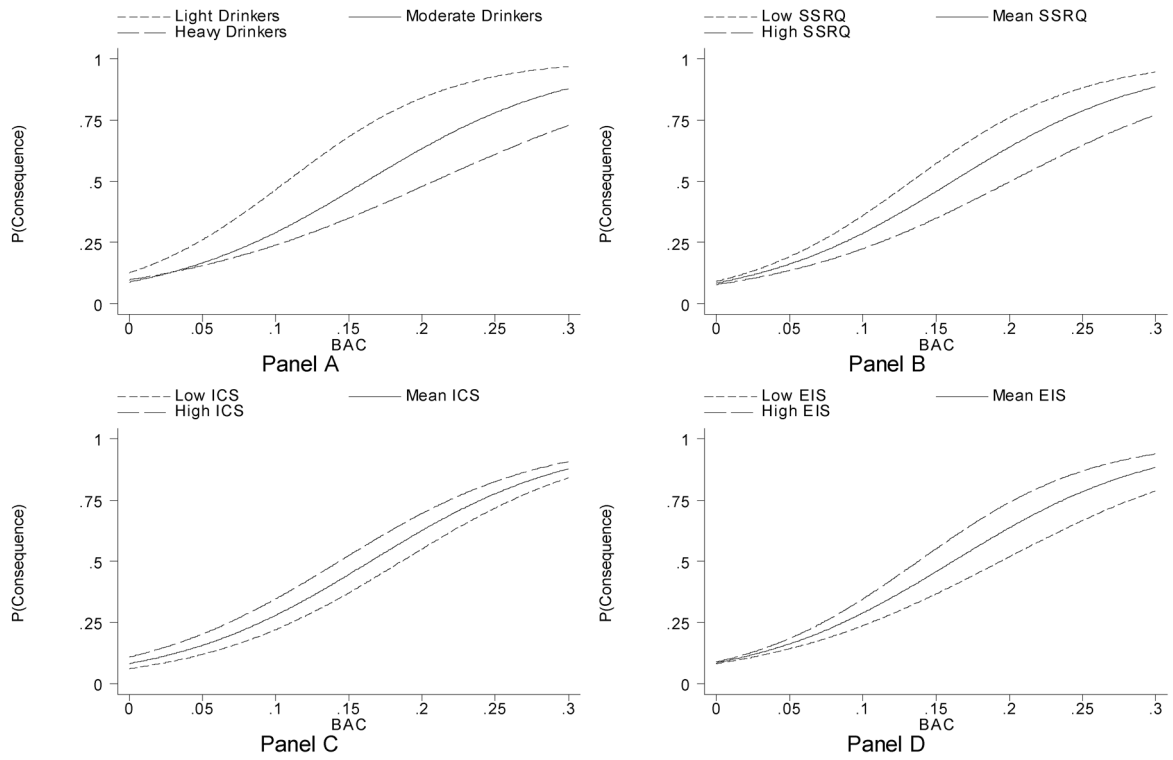 Light Drinkers Moderate Drinkers
Heavy Drinkers
P(Consequence)
1
.75
.5
.25
0
0 .05 .1 .15 .2 .25 .3
BAC
Panel A
Low SSRQ Mean SSRQ
High SSRQ
P(Consequence)
1
.75
.5
.25
0
0 .05 .1 .15 .2 .25 .3
BAC
Panel B
Low ICS Mean ICS
High ICS
P(Consequence)
1
.75
.5
.25
0
0 .05 .1 .15 .2 .25 .3
BAC
Panel C
Low EIS Mean EIS
High EIS
P(Consequence)
1
.75
.5
.25
0
0 .05 .1 .15 .2 .25 .3
BAC
Panel D